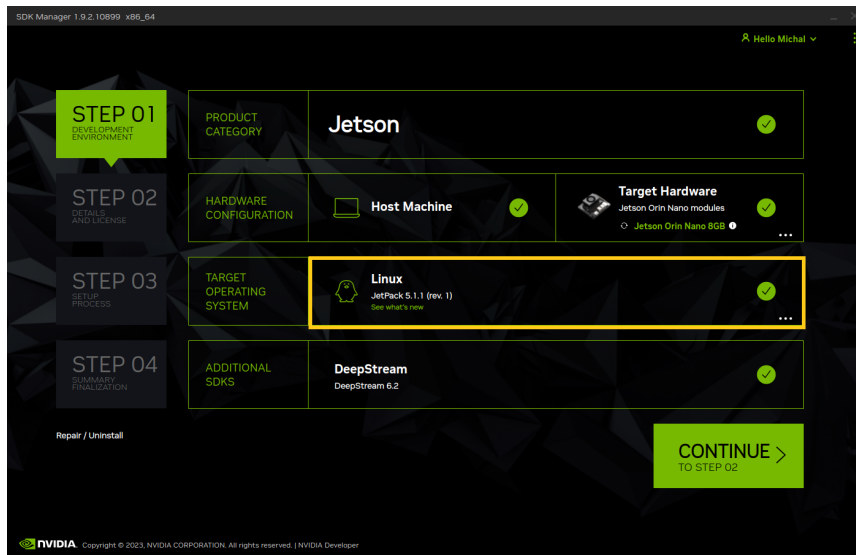 SDK Manager 1.9.2.10899 x86_64
Hello Michal
STEP 01
DEVELOPMENT
ENVIRONMENT
PRODUCT
CATEGORY
Jetson
STEP 02
DETAILS
AND LICENSE
HARDWARE
CONFIGURATION
Host Machine
Target Hardware
Jetson Orin Nano modules
Jetson Orin Nano 8GB
STEP 03
SETUP
PROCESS
TARGET
OPERATING
SYSTEM
Linux
JetPack 5.1.1 (rev. 1)
See what's new
STEP 04
SUMMARY
FINALIZATION
ADDITIONAL
SDKS
DeepStream
DeepStream 6.2
Repair / Uninstall
CONTINUE
TO STEP 02
NVIDIA. Copyright © 2023, NVIDIA CORPORATION. All rights reserved. | NVIDIA Developer